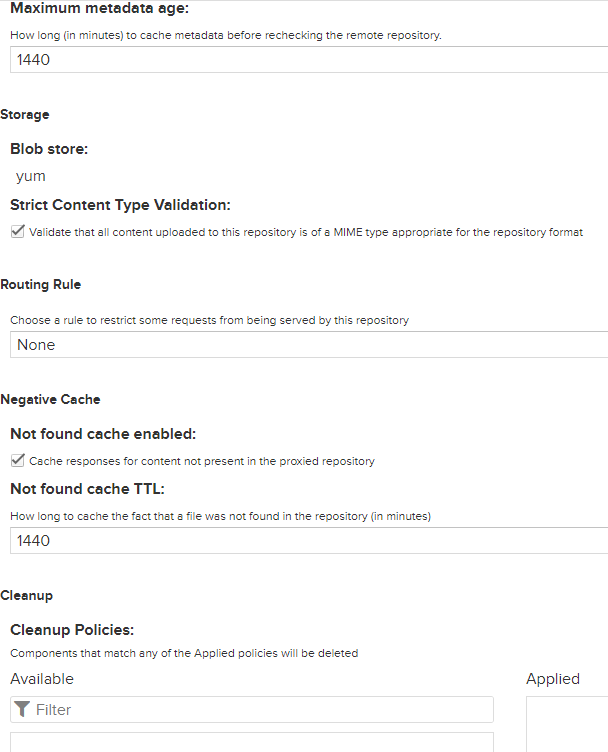 Maximum metadata age:
How long (in minutes) to cache metadata before rechecking the remote repository.
1440
Storage
Blob store:
yum
Strict Content Type Validation:
Validate that all content uploaded to this repository is of a MIME type appropriate for the repository format
Routing Rule
Choose a rule to restrict some requests from being served by this repository
None
Negative Cache
Not found cache enabled:
Cache responses for content not present in the proxied repository
Not found cache TTL:
How long to cache the fact that a file was not found in the repository (in minutes)
1440
Cleanup
Cleanup Policies:
Components that match any of the Applied policies will be deleted
Available
Applied
Filter